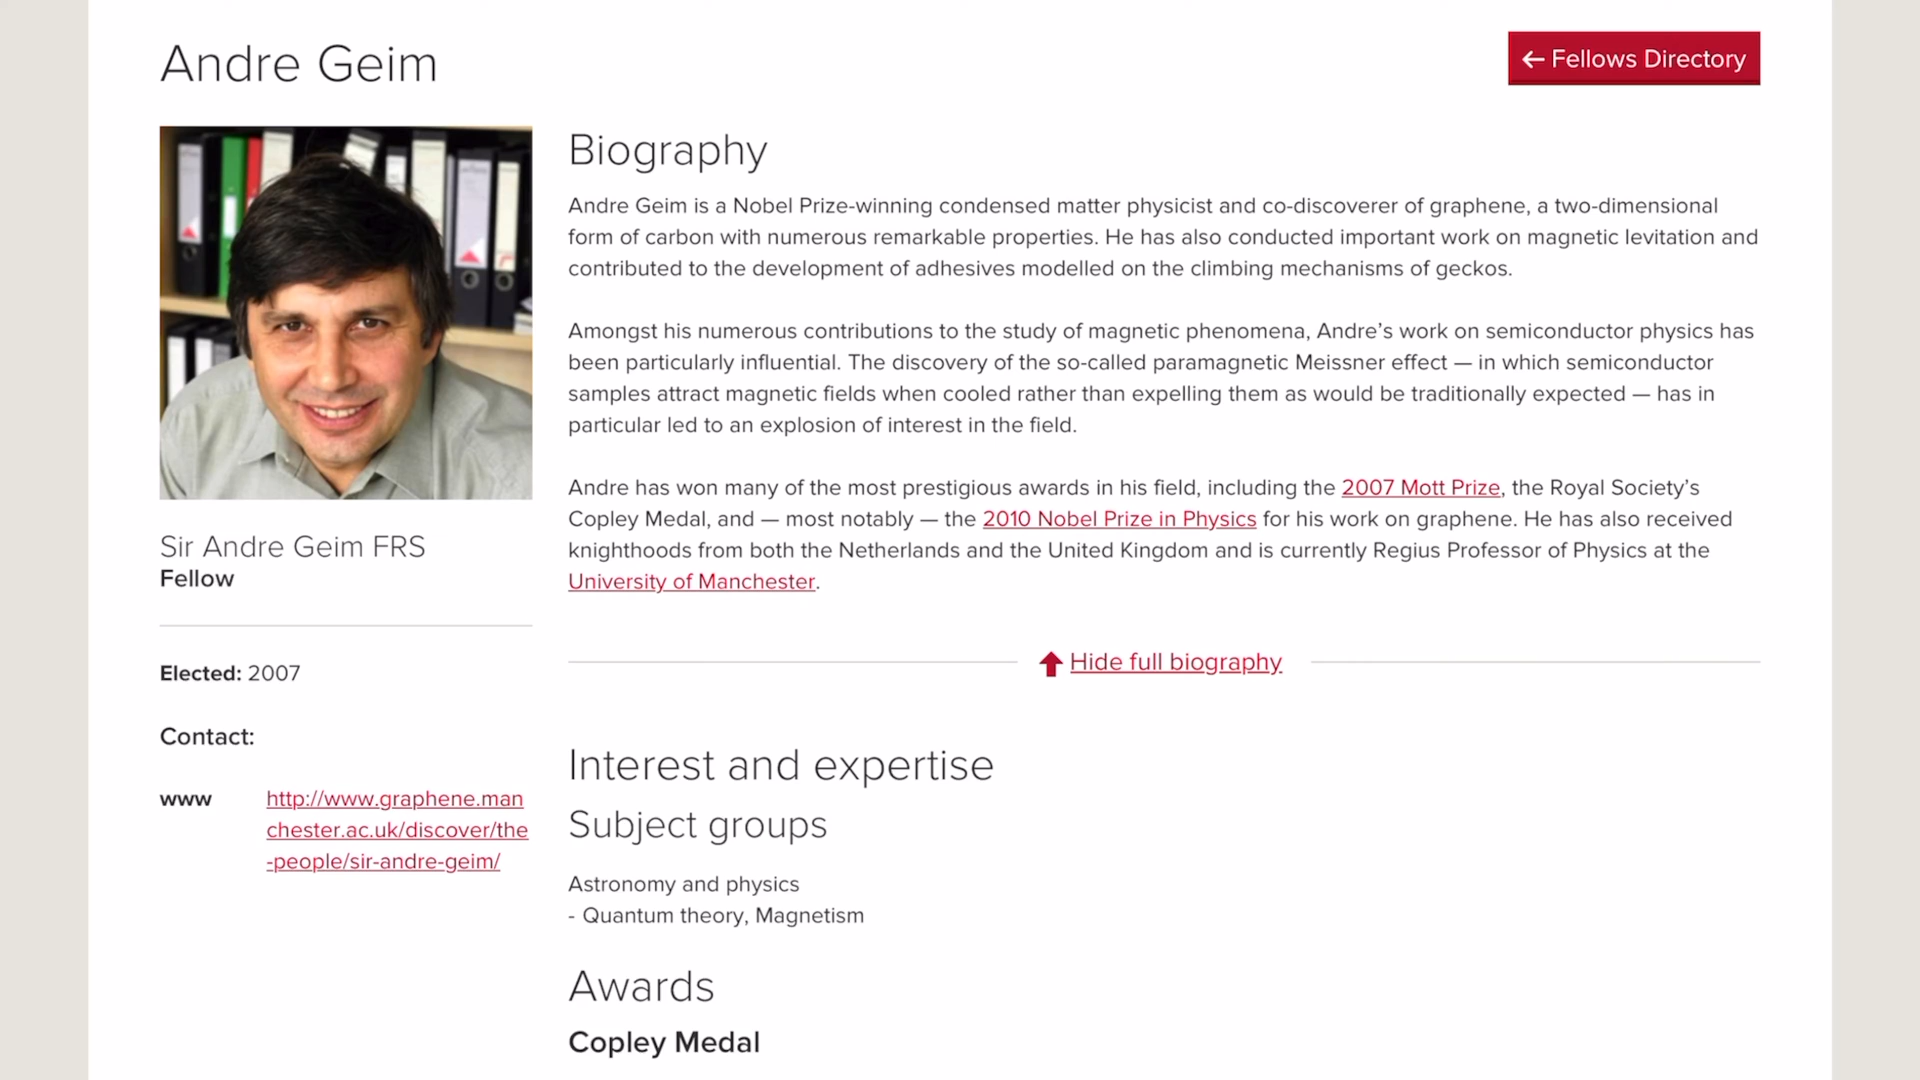 Andre Geim
← Fellows Directory
Sir Andre Geim FRS
Fellow
Elected: 2007
Contact:
www http://www.graphene.man
chester.ac.uk/discover/the
-people/sir-andre-geim/
Biography
Andre Geim is a Nobel Prize-winning condensed matter physicist and co-discoverer of graphene, a two-dimensional
form of carbon with numerous remarkable properties. He has also conducted important work on magnetic levitation and
contributed to the development of adhesives modelled on the climbing mechanisms of geckos.
Amongst his numerous contributions to the study of magnetic phenomena, Andre’s work on semiconductor physics has
been particularly influential. The discovery of the so-called paramagnetic Meissner effect — in which semiconductor
samples attract magnetic fields when cooled rather than expelling them as would be traditionally expected — has in
particular led to an explosion of interest in the field.
Andre has won many of the most prestigious awards in his field, including the 2007 Mott Prize, the Royal Society’s
Copley Medal, and — most notably — the 2010 Nobel Prize in Physics for his work on graphene. He has also received
knighthoods from both the Netherlands and the United Kingdom and is currently Regius Professor of Physics at the
University of Manchester.
Hide full biography
Interest and expertise
Subject groups
Astronomy and physics
- Quantum theory, Magnetism
Awards
Copley Medal